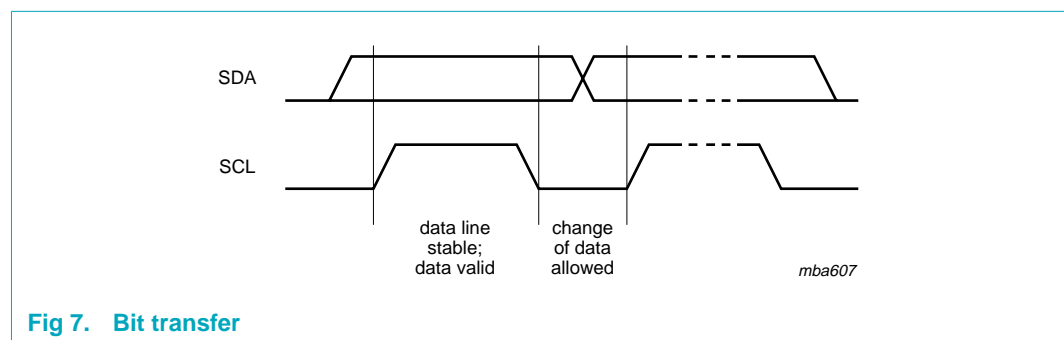 SDA
SCL
data line
stable;
data valid
change
of data
allowed
mba607
Fig 7. Bit transfer